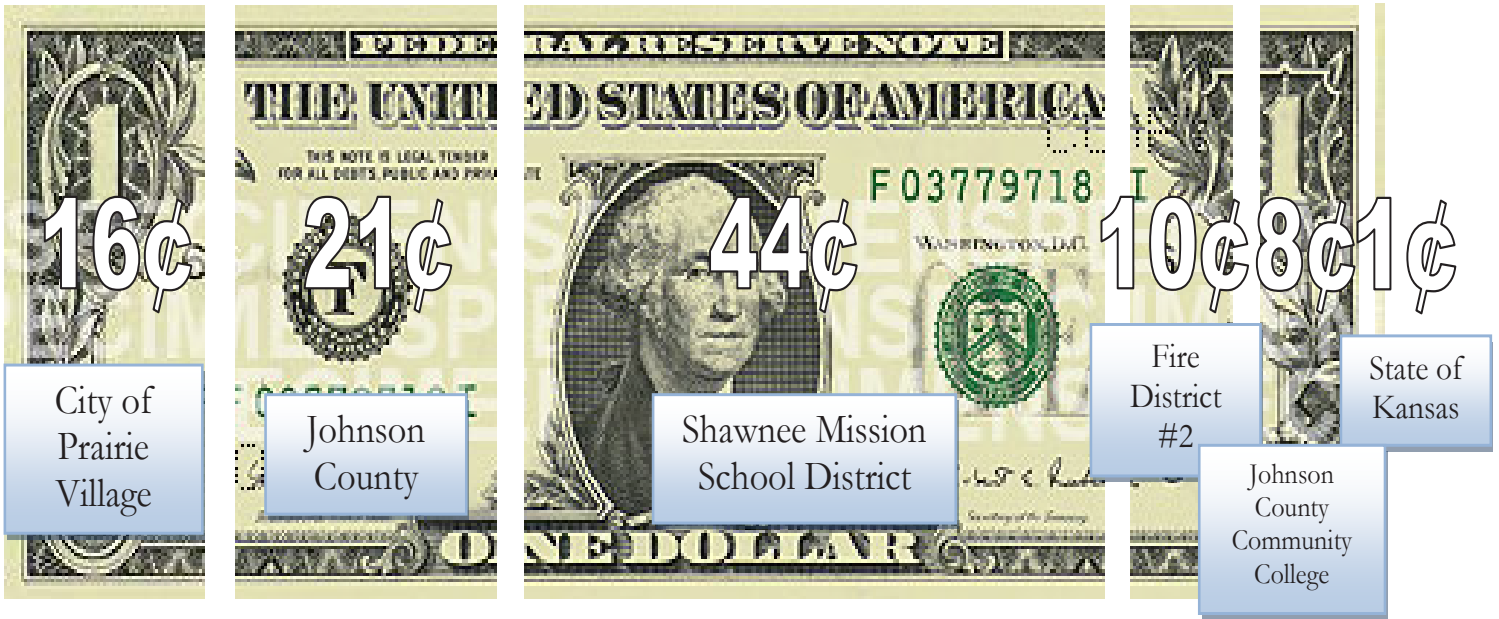 FEDERAL RESERVE NOTE
THE UNITED STATES OF AMERICA
THIS NOTE IS LEGAL TENDER
FOR ALL DEBTS, PUBLIC AND PRIVATE
F 03779718 I
WASHINGTON, D.C.
16¢ 21¢ 44¢ 10¢ 8¢ 1¢
City of
Prairie
Village
Johnson
County
Shawnee Mission
School District
Fire
District
#2
Johnson
County
Community
College
State of
Kansas
ONE DOLLAR